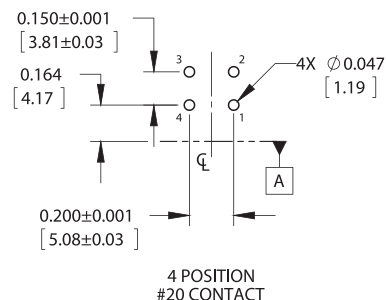 0.150±0.001
[3.81±0.03]
3 2
4X Ø0.047
[1.19]
0.164
[4.17]
4 1
℄
A
0.200±0.001
[5.08±0.03]
4 POSITION
#20 CONTACT